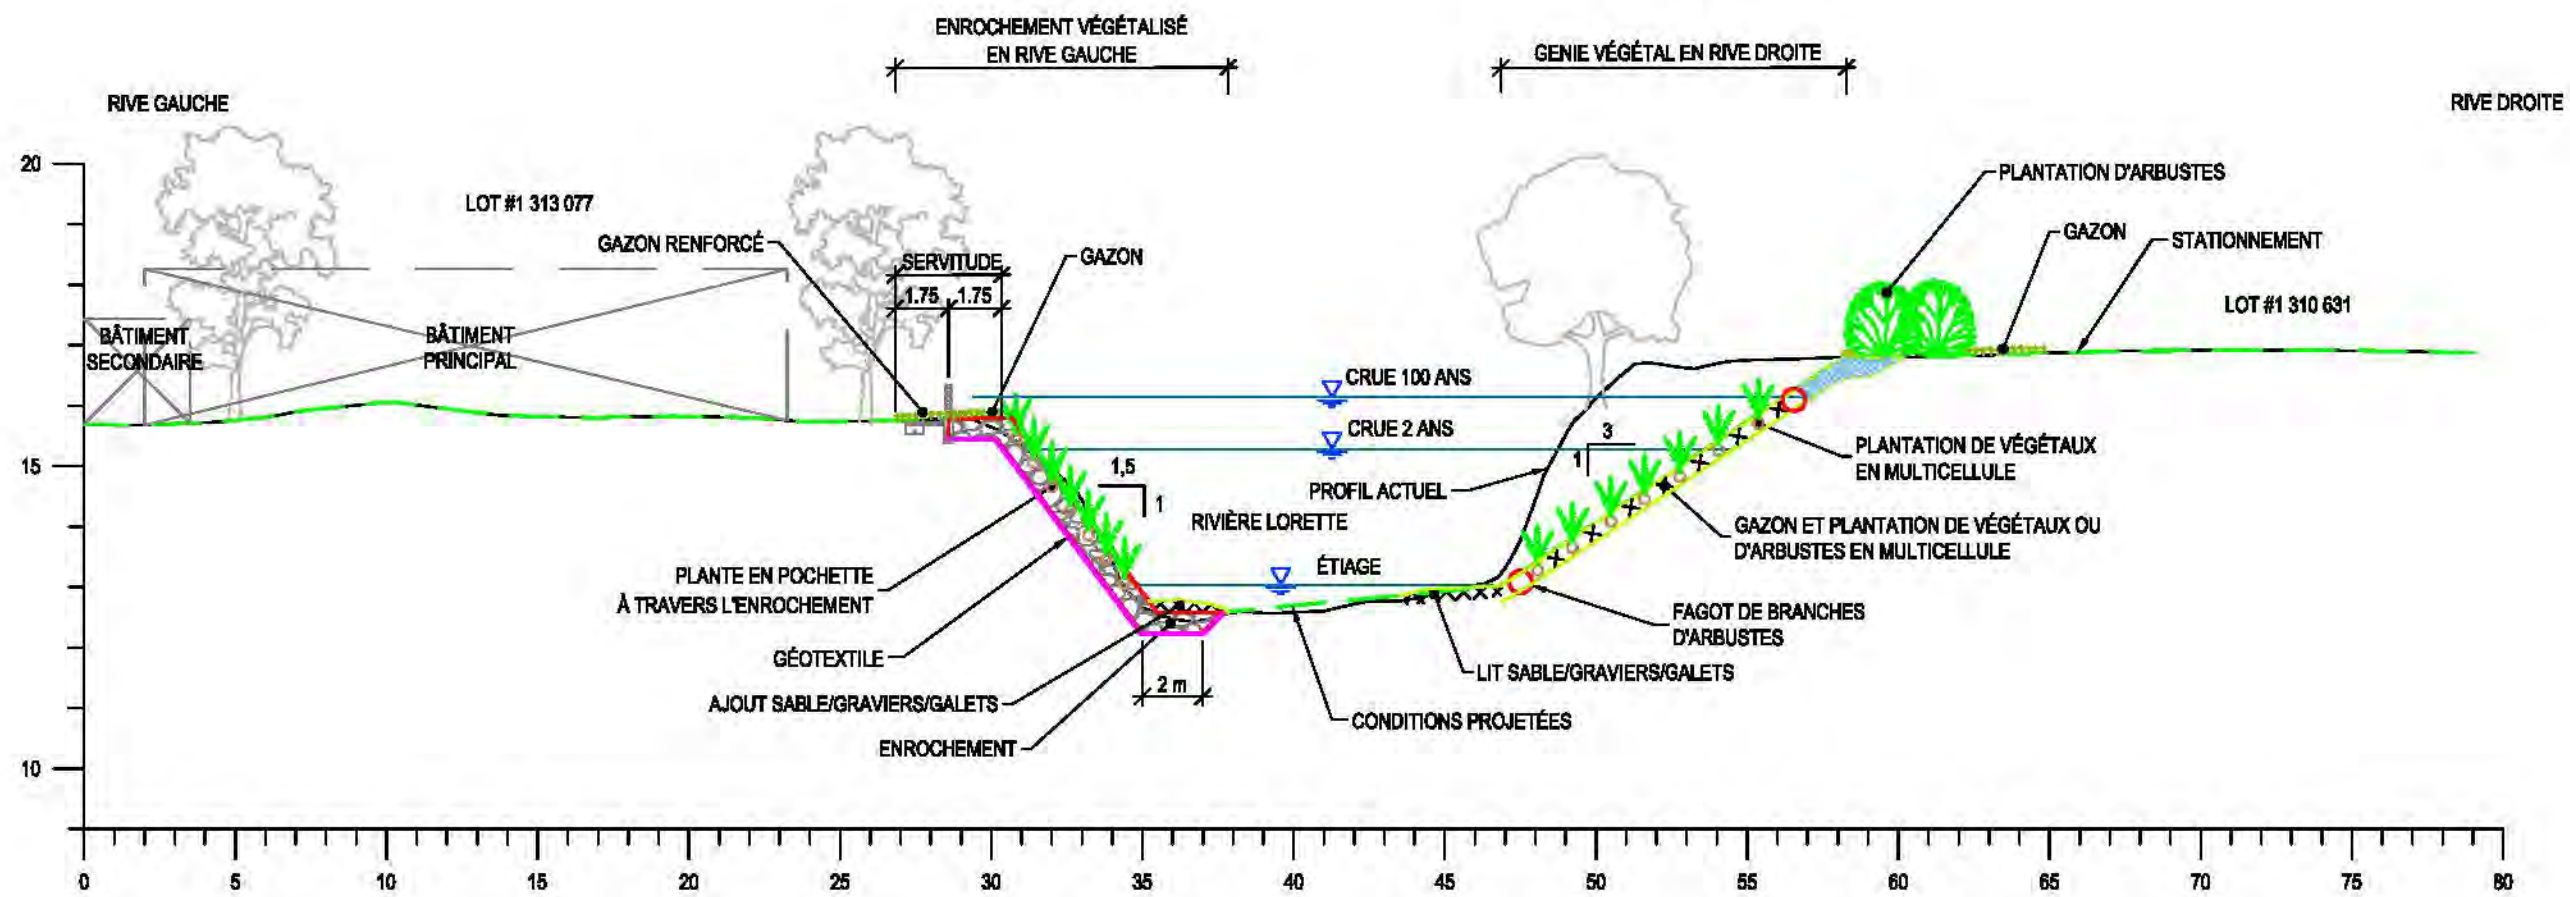 ENROCHEMENT VÉGÉTALISÉ
EN RIVE GAUCHE
GENIE VÉGÉTAL EN RIVE DROITE
RIVE GAUCHE
RIVE DROITE
20
LOT #1 313 077
PLANTATION D'ARBUSTES
GAZON RENFORCÉ
SERVITUDE
GAZON
GAZON
STATIONNEMENT
1.75
1.75
LOT #1 310 631
BÂTIMENT
SECONDAIRE
BÂTIMENT
PRINCIPAL
CRUE 100 ANS
CRUE 2 ANS
3
1
PLANTATION DE VÉGÉTAUX
EN MULTICELLULE
15
1,5
1
PROFIL ACTUEL
RIVIÈRE LORETTE
GAZON ET PLANTATION DE VÉGÉTAUX OU
D'ARBUSTES EN MULTICELLULE
PLANTE EN POCHETTE
À TRAVERS L'ENROCHEMENT
ÉTIAGE
FAGOT DE BRANCHES
D'ARBUSTES
GÉOTEXTILE
LIT SABLE/GRAVIERS/GALETS
2 m
AJOUT SABLE/GRAVIERS/GALETS
CONDITIONS PROJETÉES
ENROCHEMENT
10
0 5 10 15 20 25 30 35 40 45 50 55 60 65 70 75 80